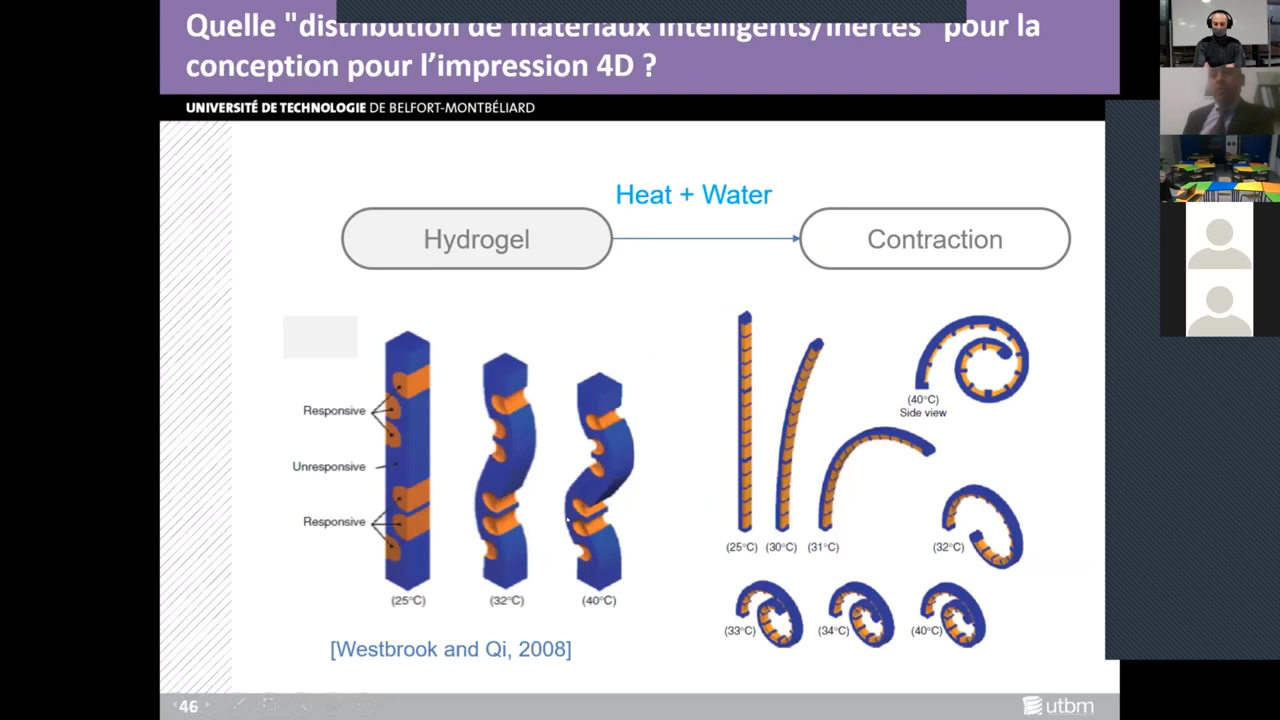 Quelle "distribution de matériaux intelligents/inertes" pour la
conception pour l'impression 4D ?
UNIVERSITÉ DE TECHNOLOGIE DE BELFORT-MONTBÉLIARD
Heat + Water
Hydrogel
Contraction
Responsive
Unresponsive
Responsive
(25°C)
(32°C)
(40°C)
[Westbrook and Qi, 2008]
(40°C)
Side view
(25°C)
(30°C)
(31°C)
(32°C)
(33°C)
(34°C)
(40°C)
46
utbm